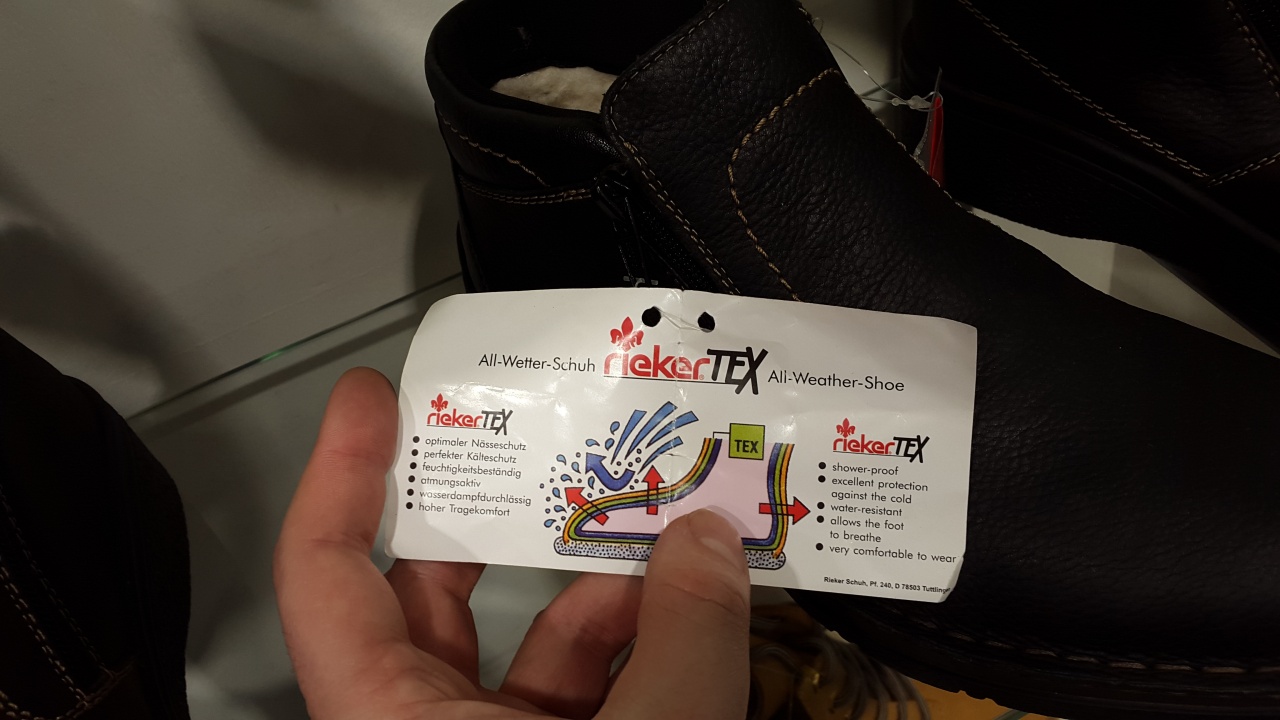 All-Wetter-Schuh riekerTEX All-Weather-Shoe
riekerTEX
optimaler Nässeschutz
perfekter Kälteschutz
feuchtigkeitsbeständig
atmungsaktiv
wasserdampfdurchlässig
hoher Tragekomfort
TEX
riekerTEX
shower-proof
excellent protection
against the cold
water-resistant
allows the foot
to breathe
very comfortable to wear
Rieker Schuh, Pf. 240, D 78503